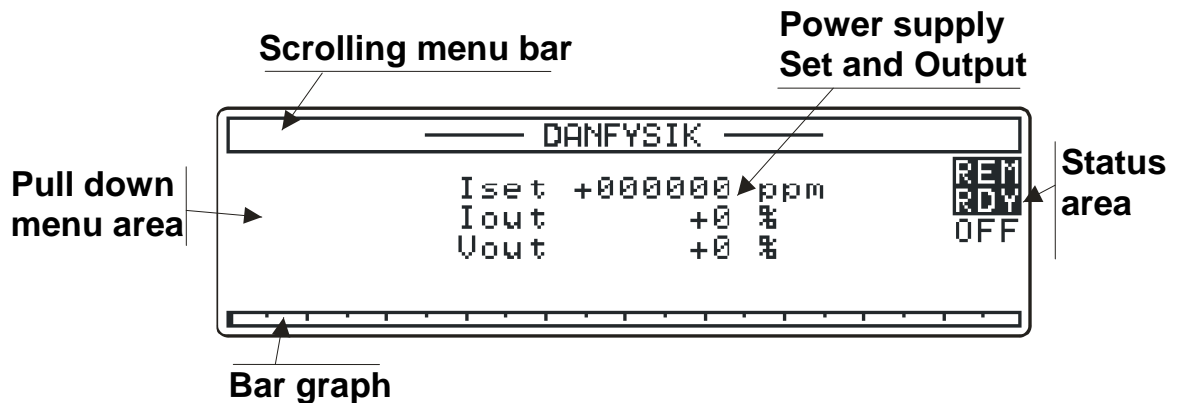 Scrolling menu bar
Power supply
Set and Output
DANFYSIK
Pull down
menu area
Iset +000000 ppm
Iout +0 %
Vout +0 %
REM
RDY
OFF
Status
area
Bar graph